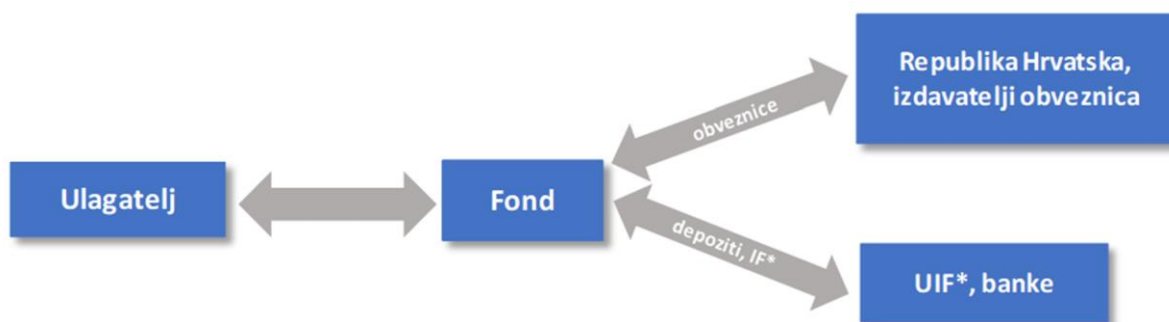 Ulagatelj
Fond
obveznice
Republika Hrvatska,
izdavatelji obveznica
depoziti, IF*
UIF*, banke